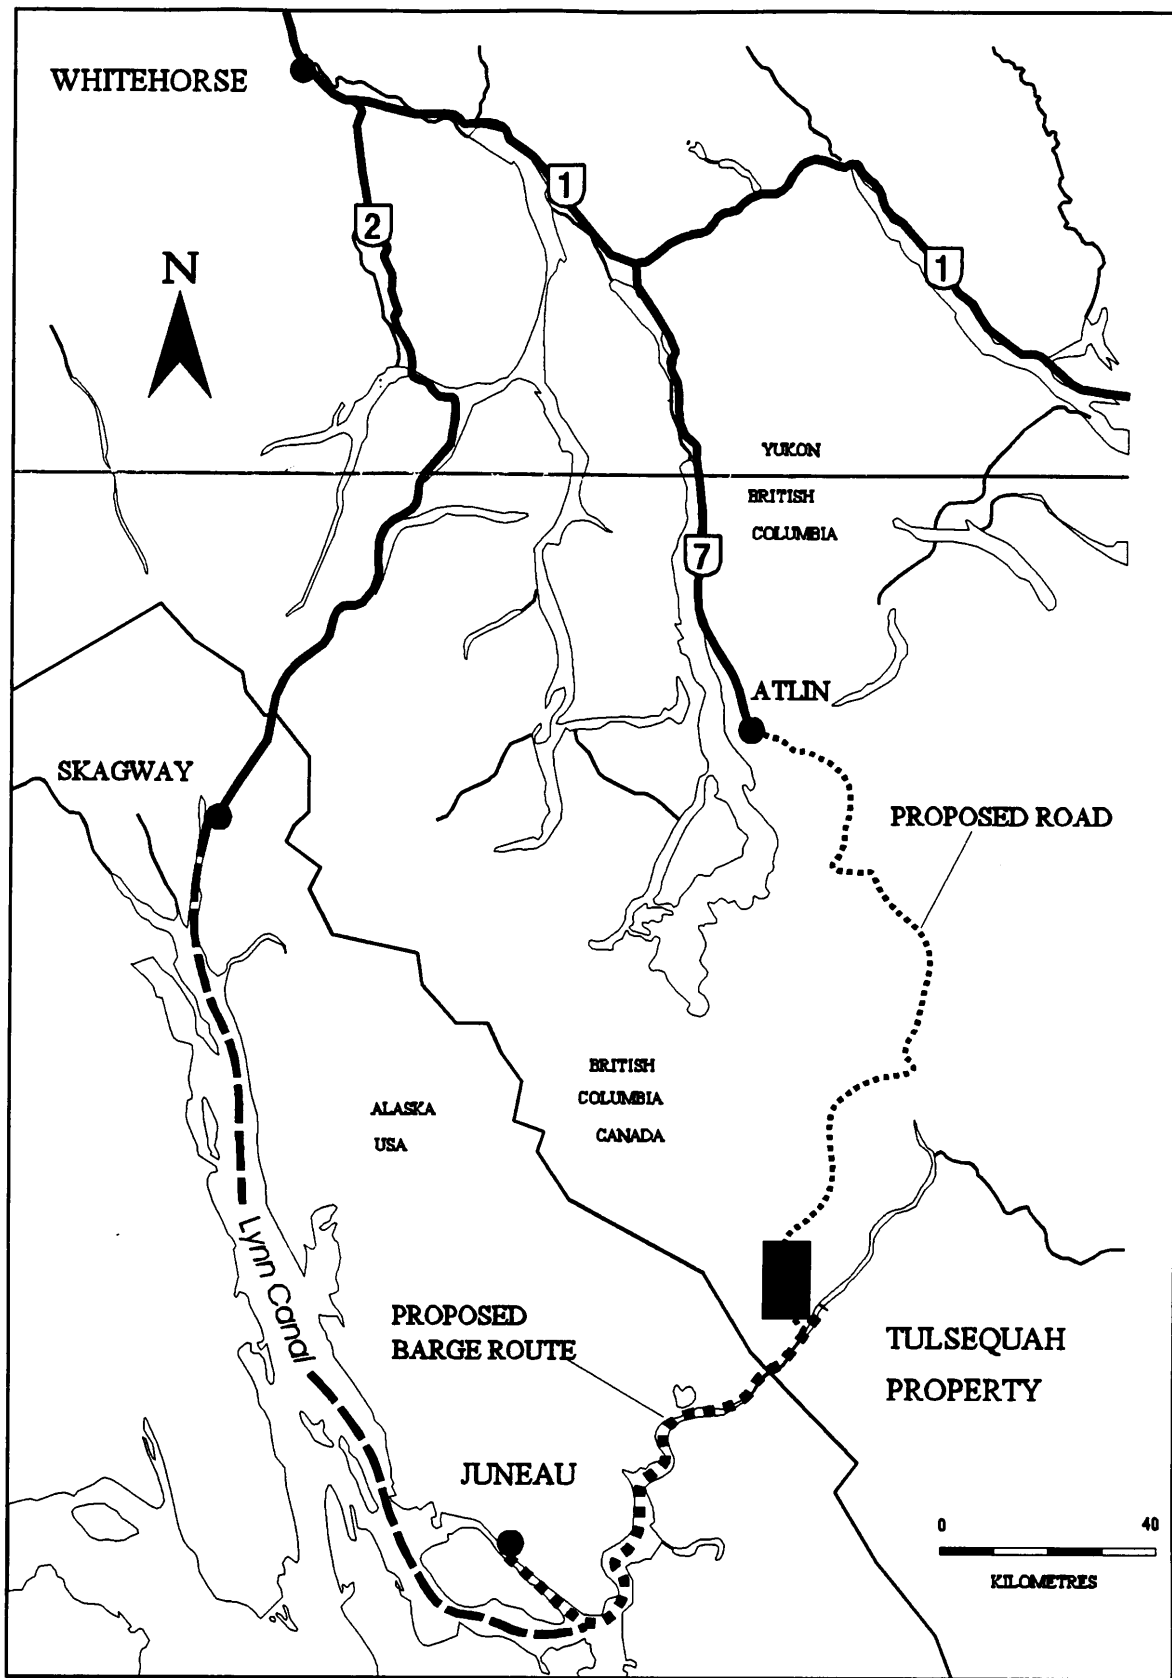 WHITEHORSE
1
2
1
N
YUKON
BRITISH
COLUMBIA
7
ATLIN
SKAGWAY
PROPOSED ROAD
BRITISH
COLUMBIA
CANADA
ALASKA
USA
Lynn Canal
PROPOSED
BARGE ROUTE
TULSEQUAH
PROPERTY
JUNEAU
0 40
KILOMETRES